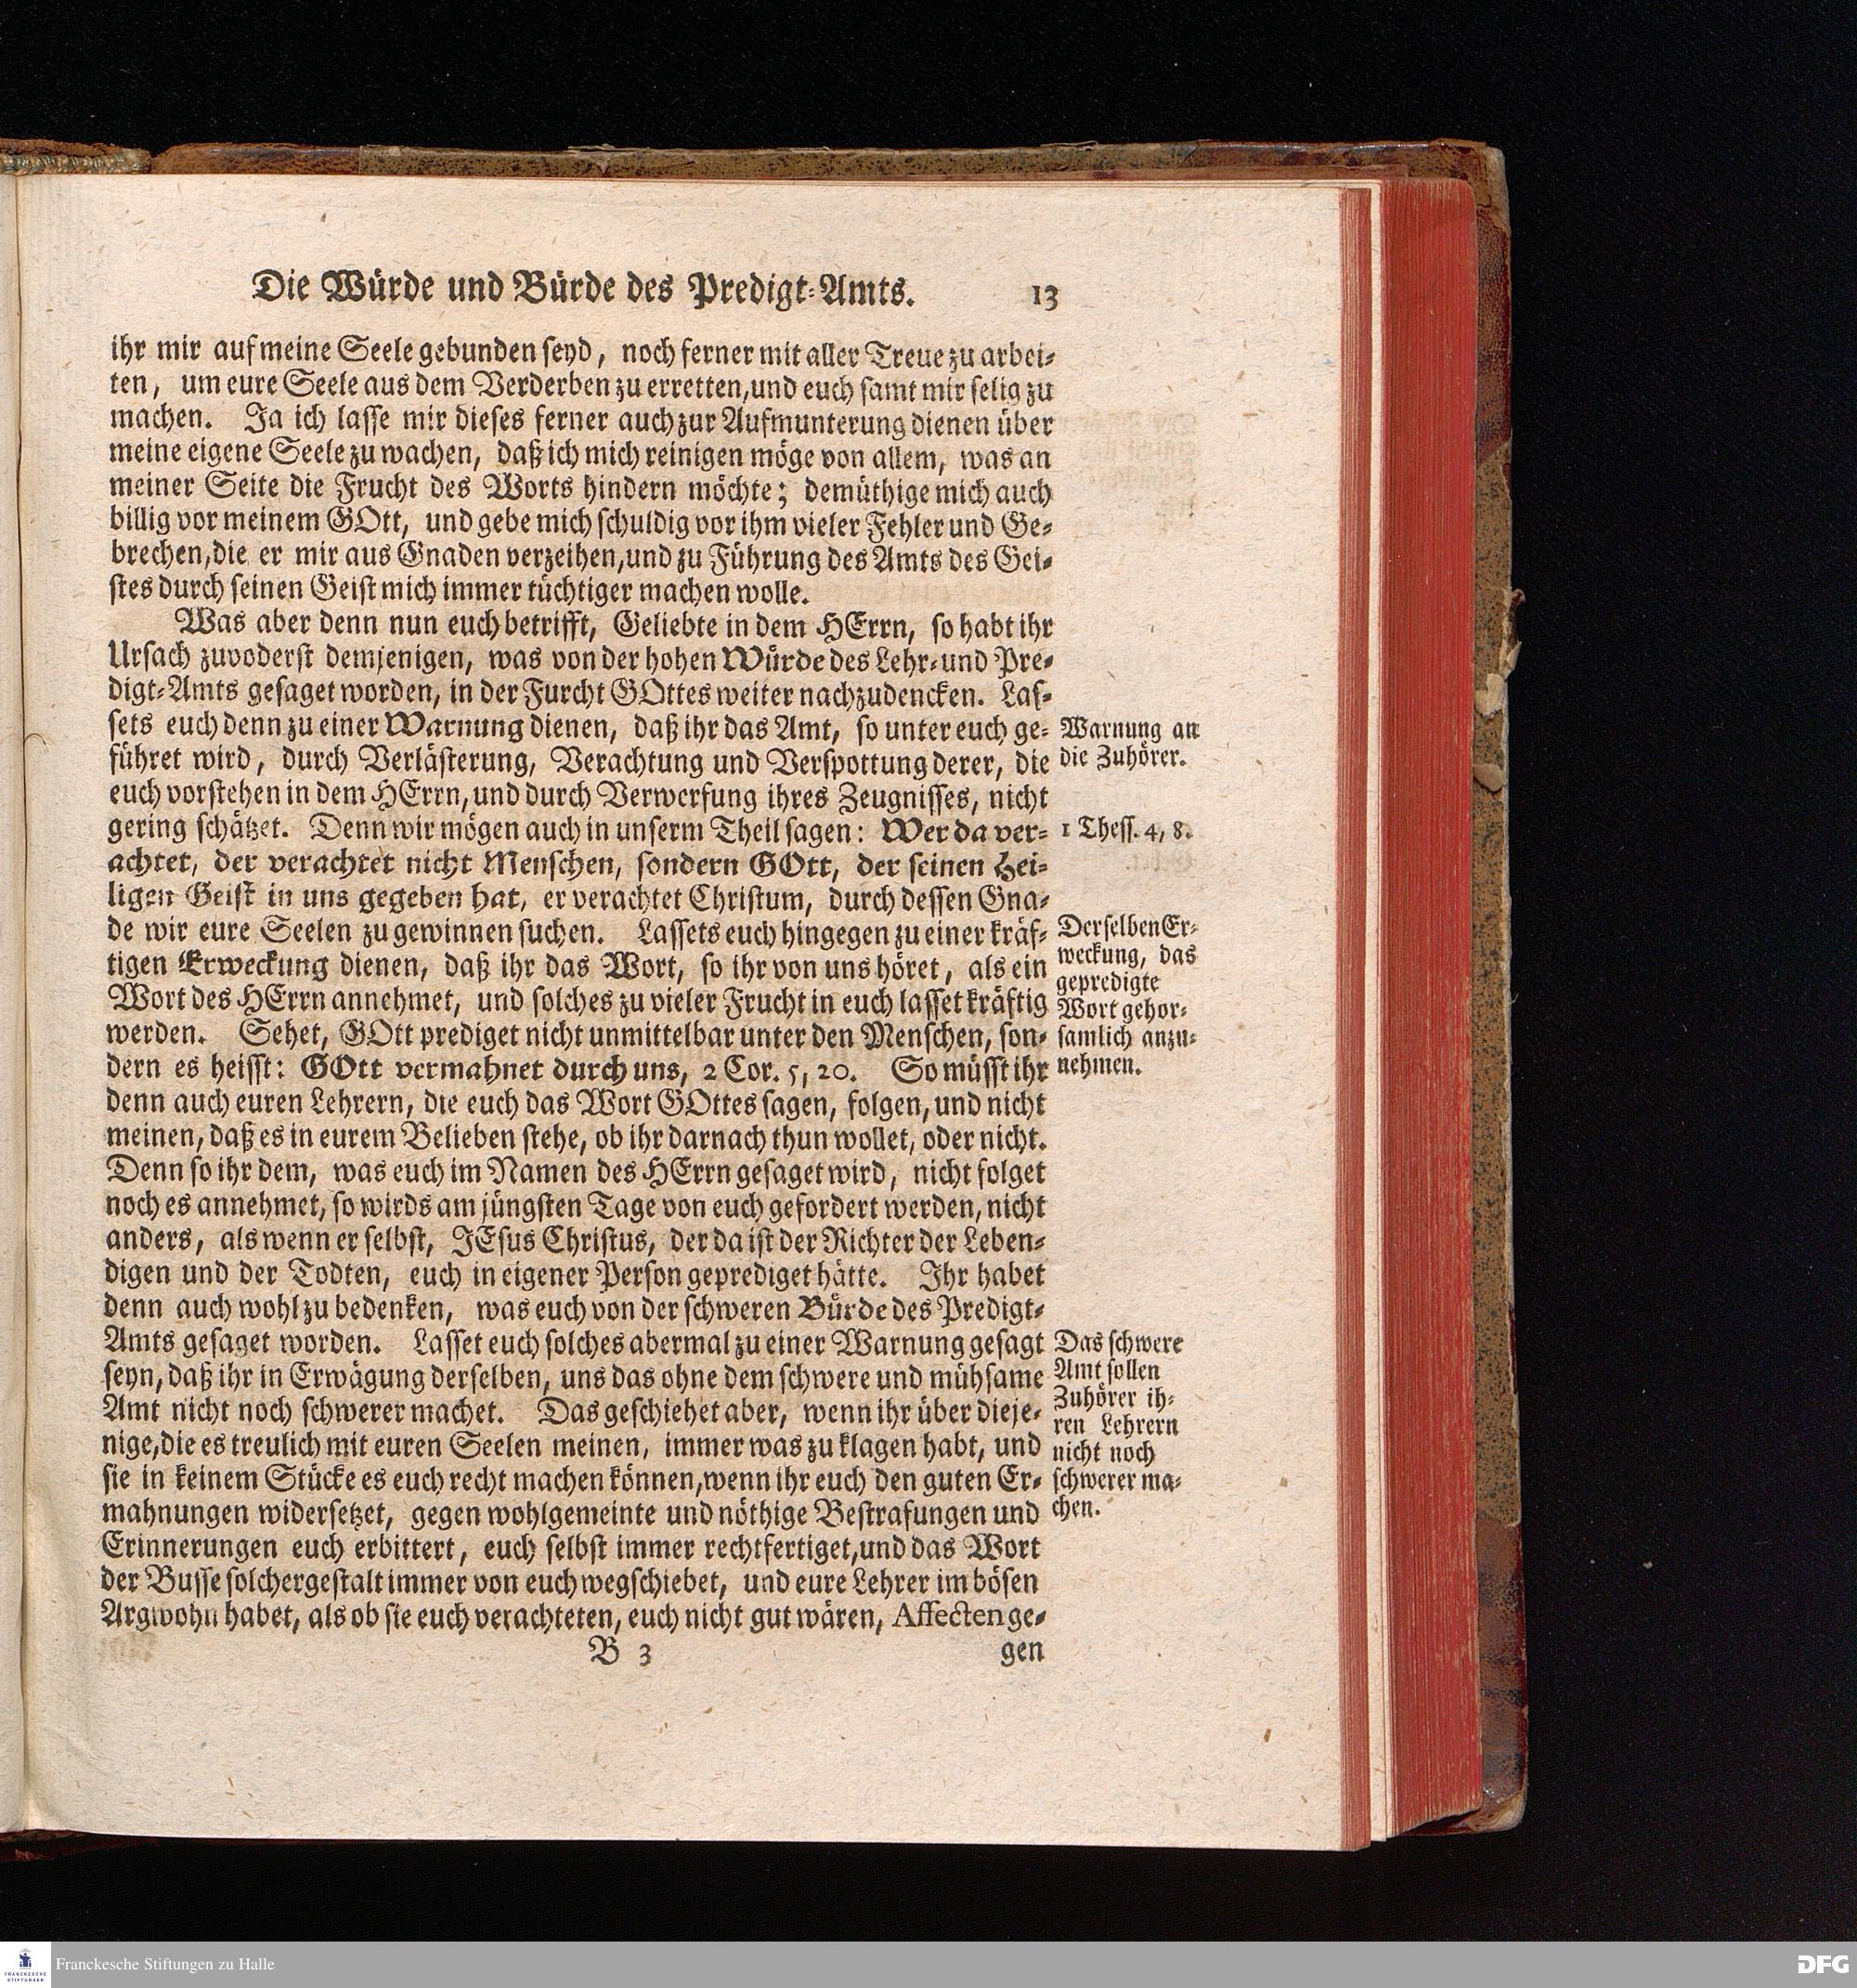 Die Würde und Bürde des Predigt-Amts. 13
ihr mir auf meine Seele gebunden seyd, noch ferner mit aller Treue zu arbei-
ten, um eure Seele aus dem Verderben zu erretten, und euch samt mir selig zu
machen. Ja ich lasse mir dieses ferner auch zur Aufmunterung dienen über
meine eigene Seele zu wachen, daß ich mich reinigen möge von allem, was an
meiner Seite die Frucht des Worts hindern möchte; demüthige mich auch
billig vor meinem GOtt, und gebe mich schuldig vor ihm vieler Fehler und Ge-
brechen, die er mir aus Gnaden verzeihen, und zu Führung des Amts des Gei-
stes durch seinen Geist mich immer tüchtiger machen wolle.
Was aber denn nun euch betrifft, Geliebte in dem HErrn, so habt ihr
Ursach zuvoderst demjenigen, was von der hohen Würde des Lehr- und Pre-
digt-Amts gesaget worden, in der Furcht GOttes weiter nachzudencken. Las-
sets euch denn zu einer Warnung dienen, daß ihr das Amt, so unter euch ge-
führet wird, durch Verlästerung, Verachtung und Verspottung derer, die
euch vorstehen in dem HErrn, und durch Verwerfung ihres Zeugnisses, nicht
gering schätzet. Denn wir mögen auch in unserm Theil sagen: Wer da ver-
achtet, der verachtet nicht Menschen, sondern GOtt, der seinen Hei-
ligen Geist in uns gegeben hat, er verachtet Christum, durch dessen Gna-
de wir eure Seelen zu gewinnen suchen. Lassets euch hingegen zu einer kräf-
tigen Erweckung dienen, daß ihr das Wort, so ihr von uns höret, als ein
Wort des HErrn annehmet, und solches zu vieler Frucht in euch lasset kräftig
werden. Sehet, GOtt prediget nicht unmittelbar unter den Menschen, son-
dern es heisst: GOtt vermahnet durch uns, 2 Cor. 5, 20. So müsst ihr
denn auch euren Lehrern, die euch das Wort GOttes sagen, folgen, und nicht
meinen, daß es in eurem Belieben stehe, ob ihr darnach thun wollet, oder nicht.
Denn so ihr dem, was euch im Namen des HErrn gesaget wird, nicht folget
noch es annehmet, so wirds am jüngsten Tage von euch gefordert werden, nicht
anders, als wenn er selbst, JEsus Christus, der da ist der Richter der Leben-
digen und der Todten, euch in eigener Person geprediget hätte. Ihr habet
denn auch wohl zu bedenken, was euch von der schweren Bürde des Predigt-
Amts gesaget worden. Lasset euch solches abermal zu einer Warnung gesagt
seyn, daß ihr in Erwägung derselben, uns das ohne dem schwere und mühsame
Amt nicht noch schwerer machet. Das geschiehet aber, wenn ihr über dieje-
nige, die es treulich mit euren Seelen meinen, immer was zu klagen habt, und
sie in keinem Stücke es euch recht machen können, wenn ihr euch den guten Er-
mahnungen widersetzet, gegen wohlgemeinte und nöthige Bestrafungen und
Erinnerungen euch erbittert, euch selbst immer rechtfertiget, und das Wort
der Busse solchergestalt immer von euch wegschiebet, und eure Lehrer im bösen
Argwohn habet, als ob sie euch verachteten, euch nicht gut wären, Affecten ge-
B 3 gen
Warnung an
die Zuhörer.
1 Thess. 4, 8.
Derselben Er-
weckung, das
gepredigte
Wort gehor-
samlich anzu-
nehmen.
Das schwere
Amt sollen
Zuhörer ih-
ren Lehrern
nicht noch
schwerer ma-
chen.
FRANCKESCHE
STIFTUNGEN
Franckesche Stiftungen zu Halle
DFG